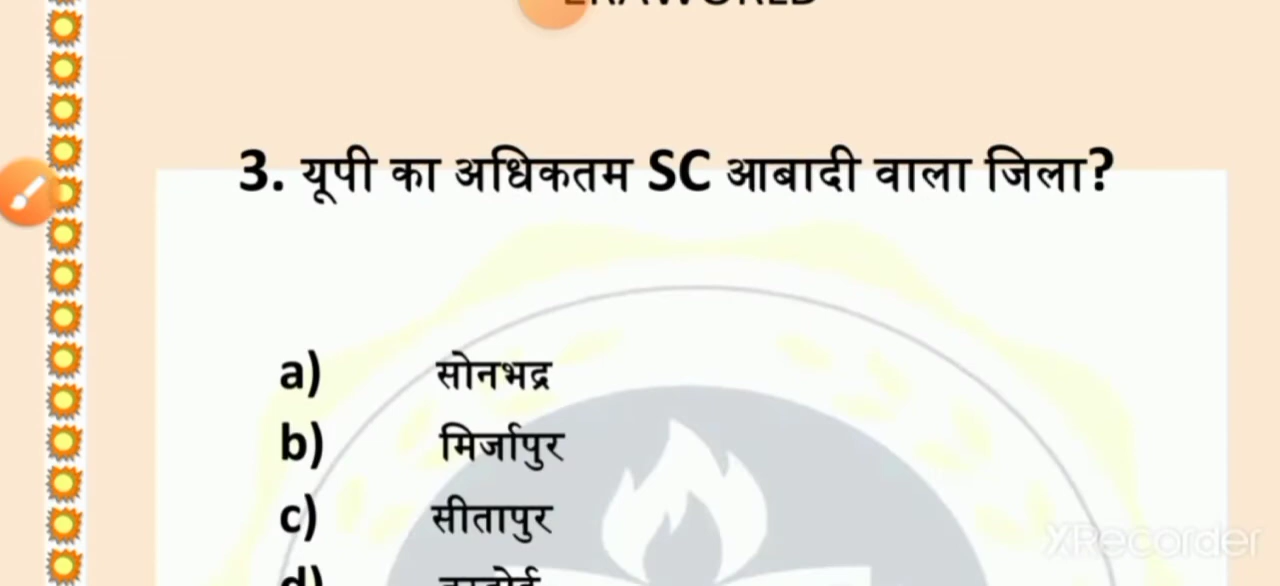 3. यूपी का अधिकतम SC आबादी वाला जिला?
a) सोनभद्र
b) मिर्जापुर
c) सीतापुर
d)
XRecorder